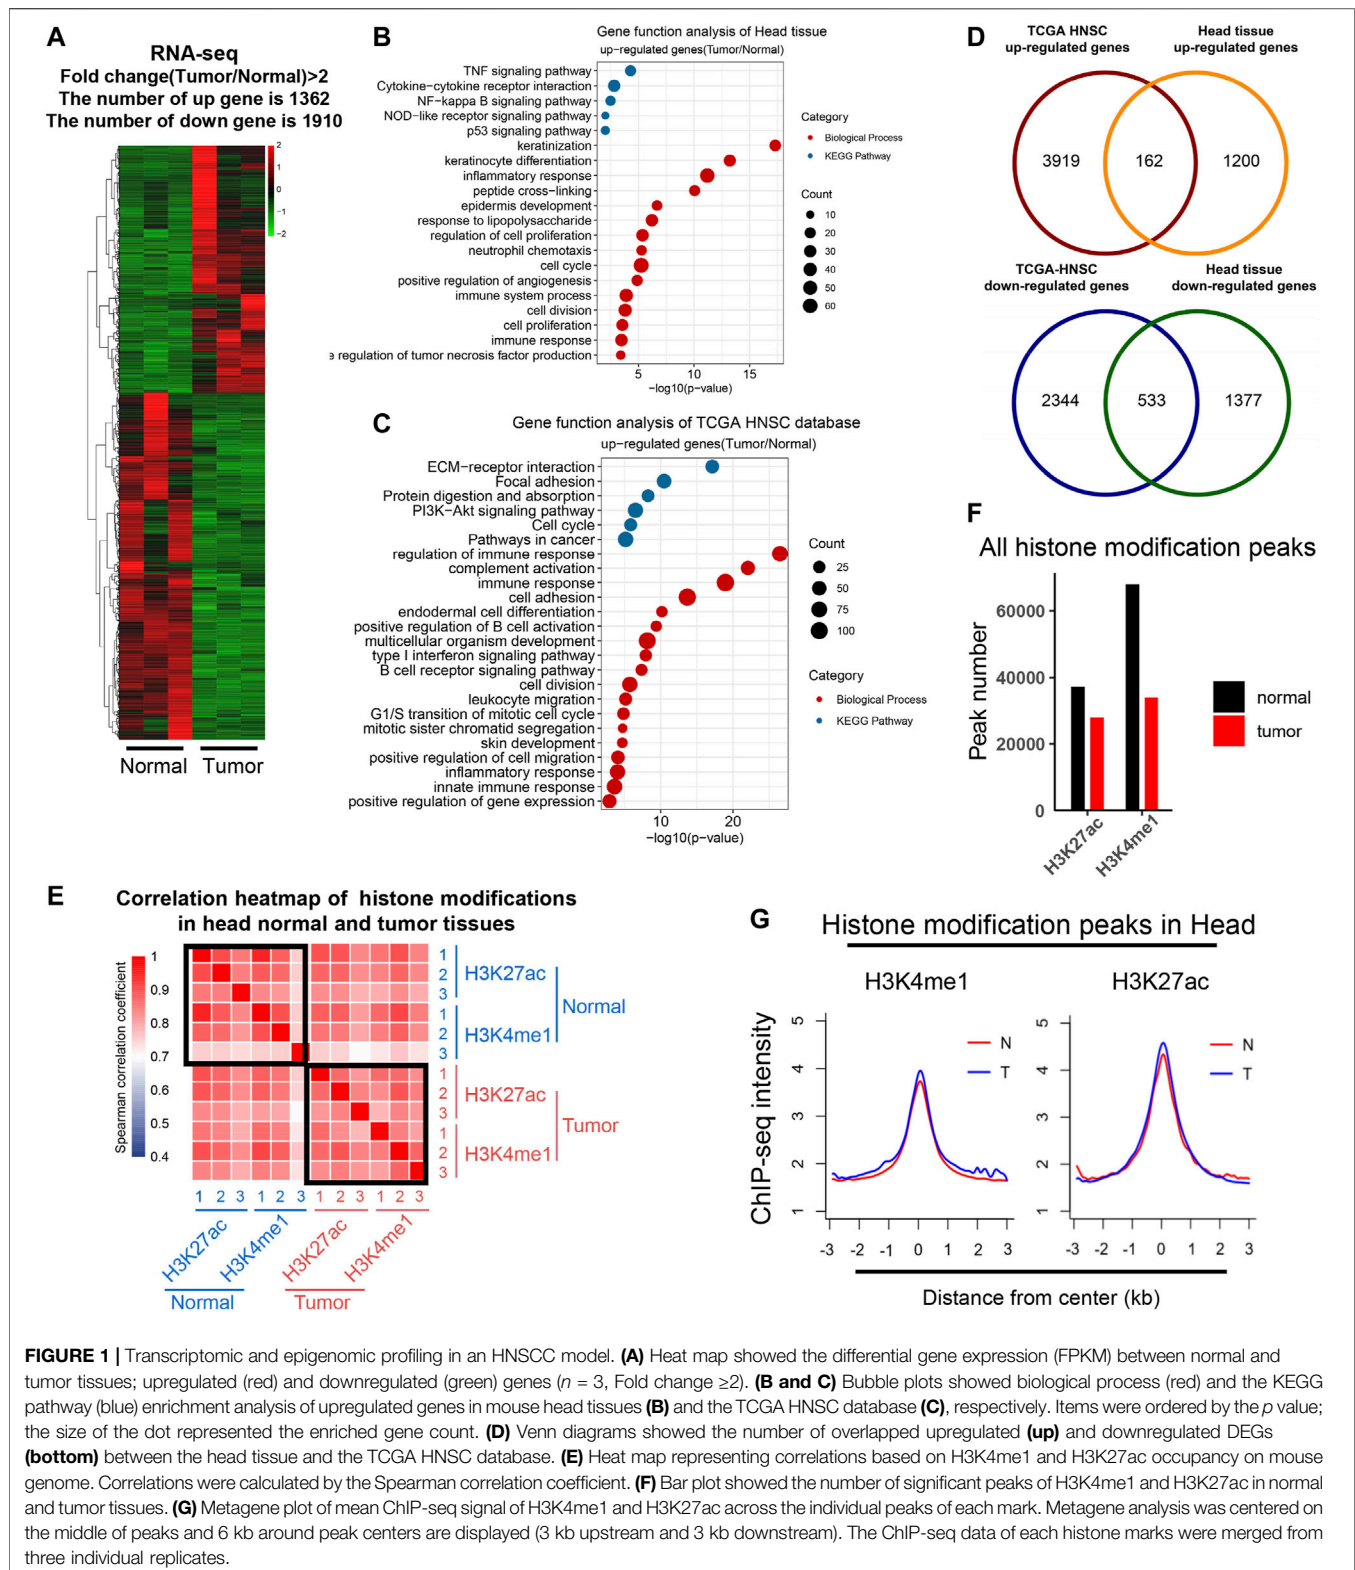 A
RNA-seq
Fold change(Tumor/Normal)>2
The number of up gene is 1362
The number of down gene is 1910
2
1
0
−1
−2
Normal
Tumor
B
Gene function analysis of Head tissue
up−regulated genes(Tumor/Normal)
TNF signaling pathway
Cytokine−cytokine receptor interaction
NF−kappa B signaling pathway
NOD−like receptor signaling pathway
p53 signaling pathway
keratinization
keratinocyte differentiation
inflammatory response
peptide cross−linking
epidermis development
response to lipopolysaccharide
regulation of cell proliferation
neutrophil chemotaxis
cell cycle
positive regulation of angiogenesis
immune system process
cell division
cell proliferation
immune response
e regulation of tumor necrosis factor production
5 10 15
−log10(p−value)
Category
Biological Process
KEGG Pathway
Count
10
20
30
40
50
60
C
Gene function analysis of TCGA HNSC database
up−regulated genes(Tumor/Normal)
ECM−receptor interaction
Focal adhesion
Protein digestion and absorption
PI3K−Akt signaling pathway
Cell cycle
Pathways in cancer
regulation of immune response
complement activation
immune response
cell adhesion
endodermal cell differentiation
positive regulation of B cell activation
multicellular organism development
type I interferon signaling pathway
B cell receptor signaling pathway
cell division
leukocyte migration
G1/S transition of mitotic cell cycle
mitotic sister chromatid segregation
skin development
positive regulation of cell migration
inflammatory response
innate immune response
positive regulation of gene expression
10 20
−log10(p−value)
Count
25
50
75
100
Category
Biological Process
KEGG Pathway
D
TCGA HNSC
up-regulated genes
Head tissue
up-regulated genes
3919 162 1200
TCGA-HNSC
down-regulated genes
Head tissue
down-regulated genes
2344 533 1377
F
All histone modification peaks
Peak number
60000
40000
20000
0
H3K27ac
H3K4me1
normal
tumor
E
Correlation heatmap of histone modifications
in head normal and tumor tissues
Spearman correlation coefficient
1
0.9
0.8
0.7
0.6
0.5
0.4
1
2
3
H3K27ac
1
2
3
H3K4me1
Normal
1
2
3
H3K27ac
1
2
3
H3K4me1
Tumor
1 2 3 1 2 3 1 2 3 1 2 3
H3K27ac
H3K4me1
H3K27ac
H3K4me1
Normal
Tumor
G
Histone modification peaks in Head
H3K4me1
H3K27ac
ChIP-seq intensity
5
4
3
2
1
N
T
-3 -2 -1 0 1 2 3
5
4
3
2
1
N
T
-3 -2 -1 0 1 2 3
Distance from center (kb)
FIGURE 1 | Transcriptomic and epigenomic profiling in an HNSCC model. (A) Heat map showed the differential gene expression (FPKM) between normal and
tumor tissues; upregulated (red) and downregulated (green) genes (n = 3, Fold change ≥2). (B and C) Bubble plots showed biological process (red) and the KEGG
pathway (blue) enrichment analysis of upregulated genes in mouse head tissues (B) and the TCGA HNSC database (C), respectively. Items were ordered by the p value;
the size of the dot represented the enriched gene count. (D) Venn diagrams showed the number of overlapped upregulated (up) and downregulated DEGs
(bottom) between the head tissue and the TCGA HNSC database. (E) Heat map representing correlations based on H3K4me1 and H3K27ac occupancy on mouse
genome. Correlations were calculated by the Spearman correlation coefficient. (F) Bar plot showed the number of significant peaks of H3K4me1 and H3K27ac in normal
and tumor tissues. (G) Metagene plot of mean ChIP-seq signal of H3K4me1 and H3K27ac across the individual peaks of each mark. Metagene analysis was centered on
the middle of peaks and 6 kb around peak centers are displayed (3 kb upstream and 3 kb downstream). The ChIP-seq data of each histone marks were merged from
three individual replicates.